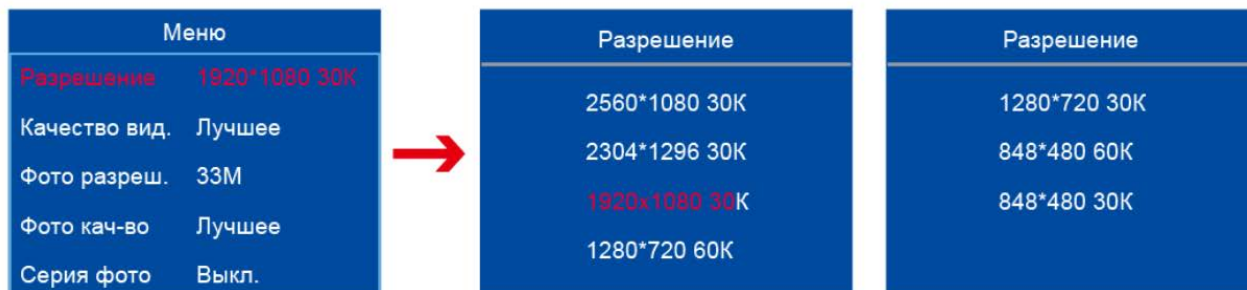 Меню
Разрешение 1920*1080 30К
Качество вид. Лучшее
Фото разреш. 33М
Фото кач-во Лучшее
Серия фото Выкл.
Разрешение
2560*1080 30К
2304*1296 30К
1920x1080 30К
1280*720 60К
Разрешение
1280*720 30К
848*480 60К
848*480 30К